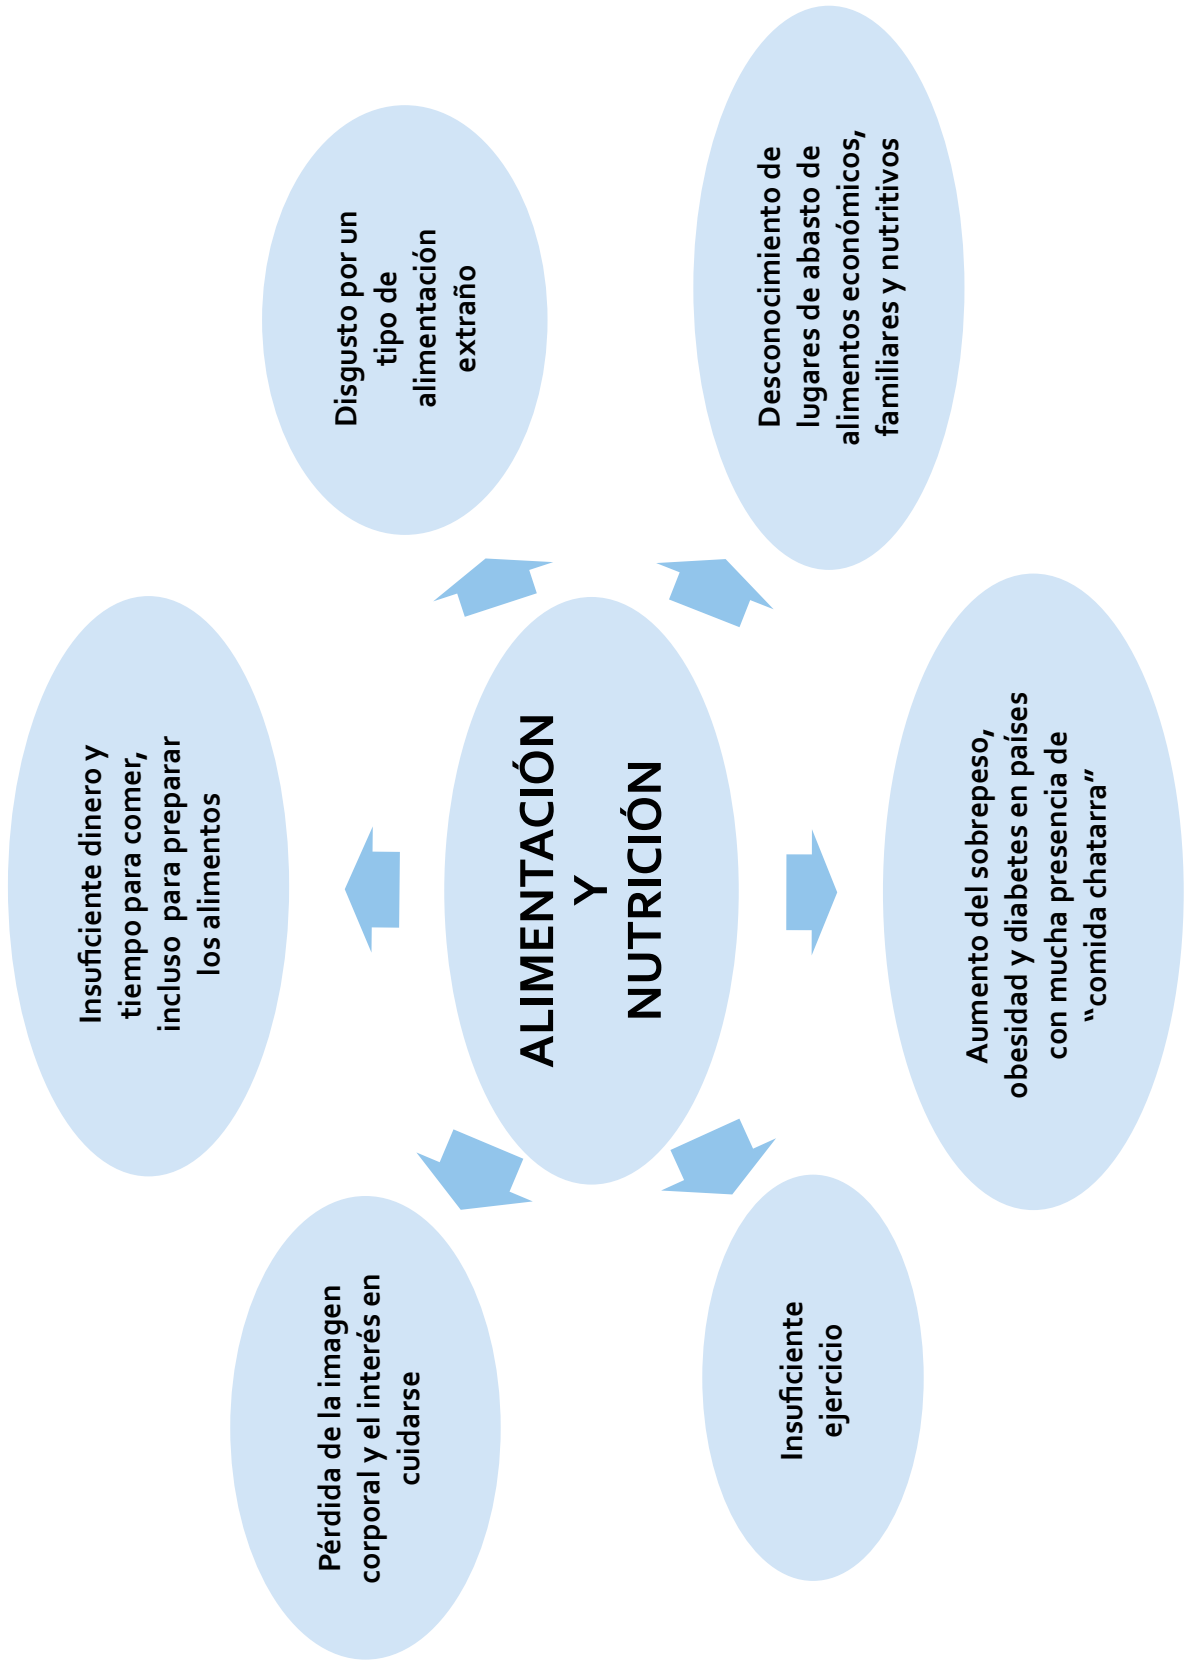 Insuficiente dinero y
tiempo para comer,
incluso para preparar
los alimentos
Disgusto por un
tipo de
alimentación
extraño
Desconocimiento de
lugares de abasto de
alimentos económicos,
familiares y nutritivos
Aumento del sobrepeso,
obesidad y diabetes en países
con mucha presencia de
“comida chatarra”
Insuficiente
ejercicio
Pérdida de la imagen
corporal y el interés en
cuidarse
ALIMENTACIÓN
Y
NUTRICIÓN